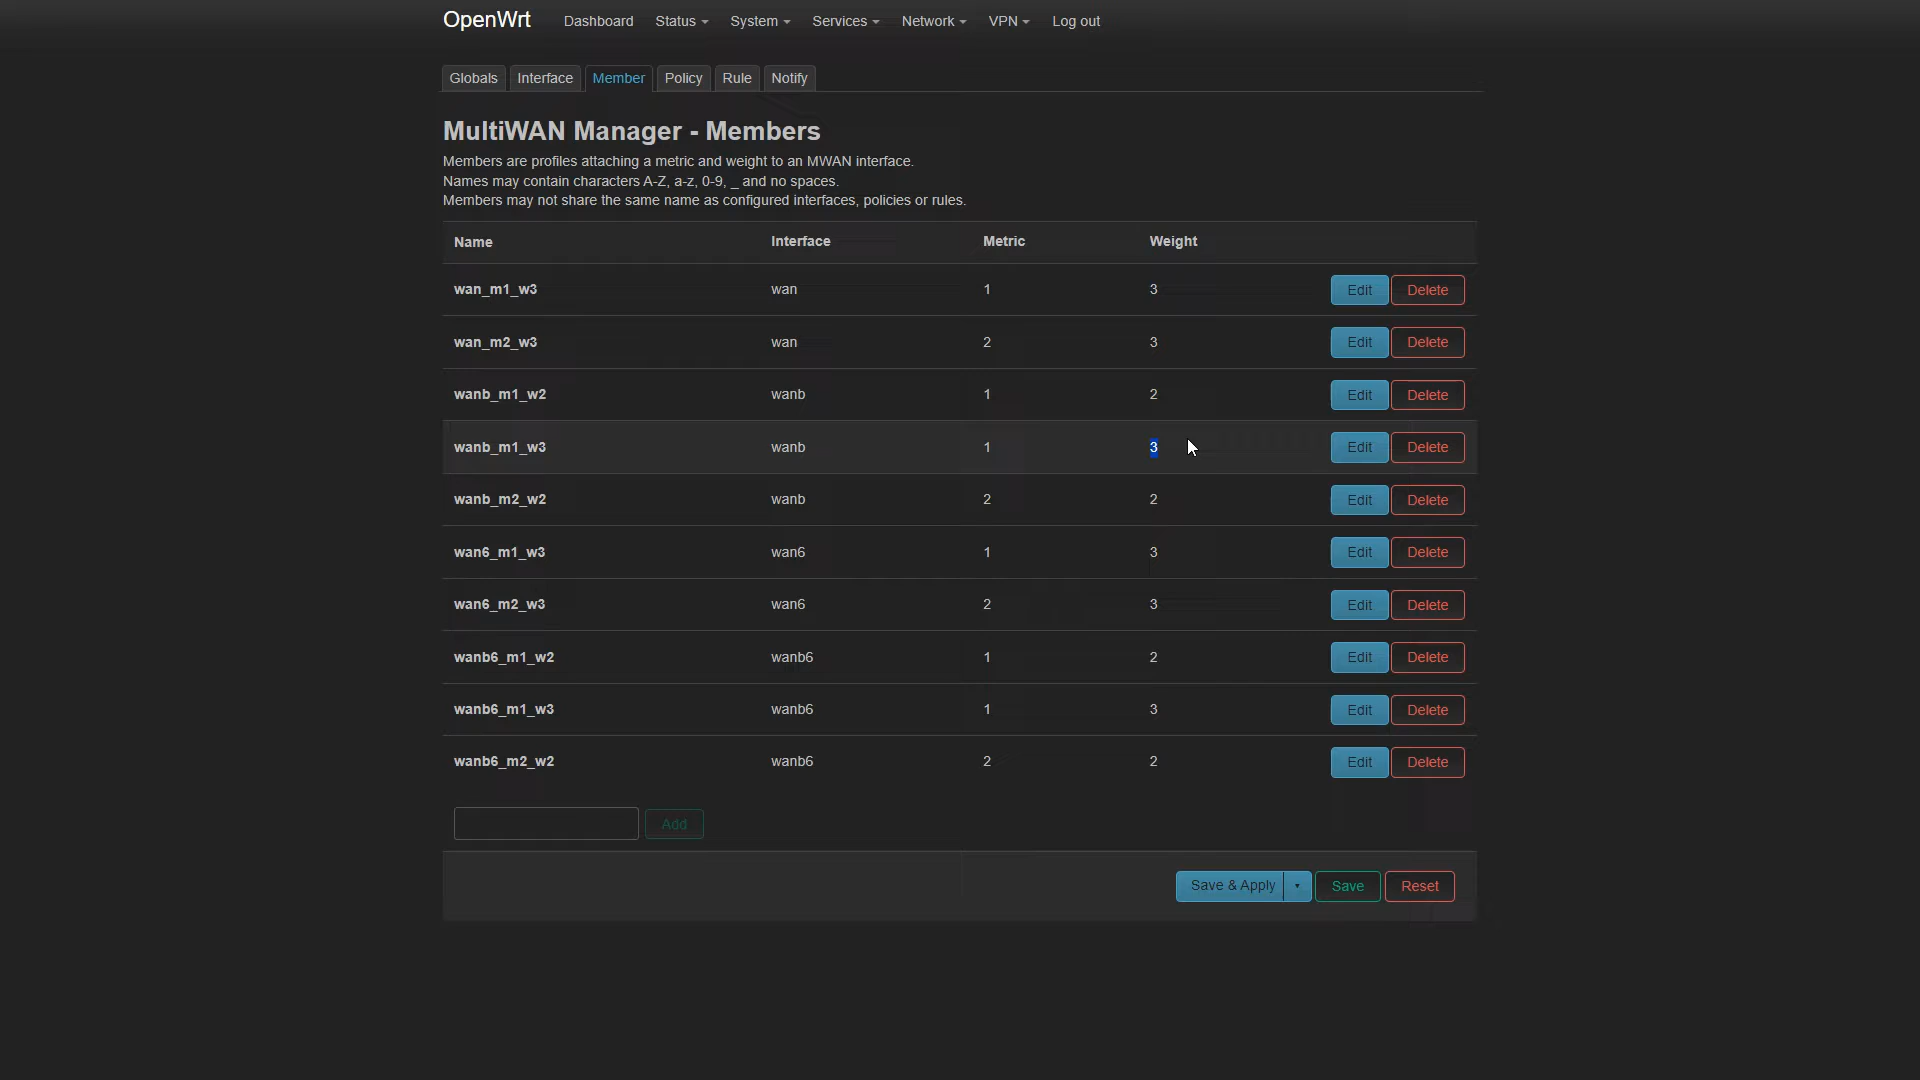 OpenWrt Dashboard Status System Services Network VPN Log out
Globals Interface Member Policy Rule Notify
MultiWAN Manager - Members
Members are profiles attaching a metric and weight to an MWAN interface.
Names may contain characters A-Z, a-z, 0-9, _ and no spaces.
Members may not share the same name as configured interfaces, policies or rules.
Name Interface Metric Weight
wan_m1_w3 wan 1 3 Edit Delete
wan_m2_w3 wan 2 3 Edit Delete
wanb_m1_w2 wanb 1 2 Edit Delete
wanb_m1_w3 wanb 1 3 Edit Delete
wanb_m2_w2 wanb 2 2 Edit Delete
wan6_m1_w3 wan6 1 3 Edit Delete
wan6_m2_w3 wan6 2 3 Edit Delete
wanb6_m1_w2 wanb6 1 2 Edit Delete
wanb6_m1_w3 wanb6 1 3 Edit Delete
wanb6_m2_w2 wanb6 2 2 Edit Delete
Add
Save & Apply Save Reset